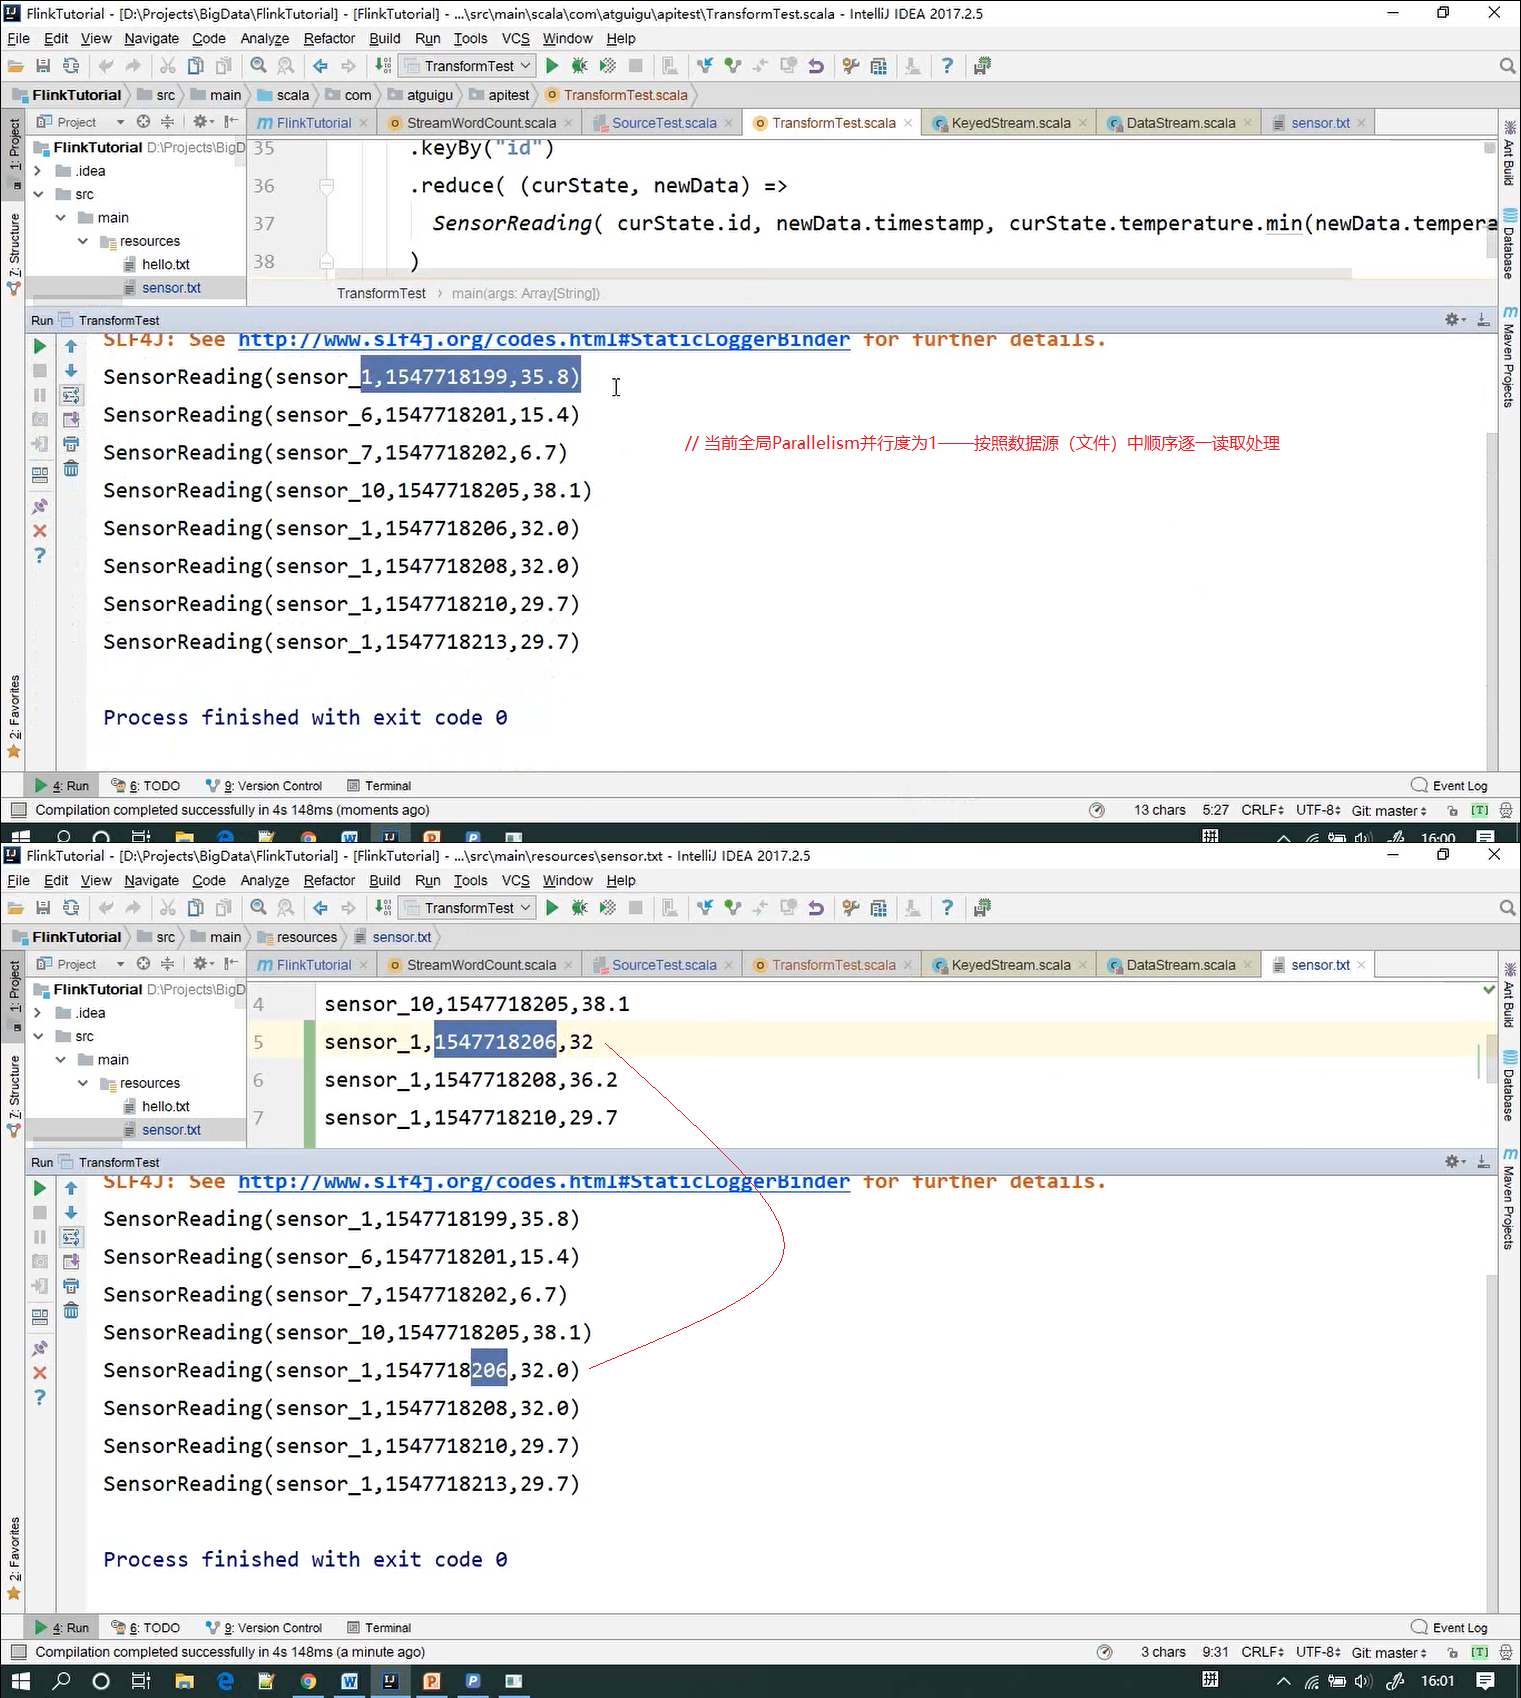 FlinkTutorial - [D:\Projects\BigData\FlinkTutorial] - [FlinkTutorial] - ...\src\main\scala\com\atguigu\apitest\TransformTest.scala - IntelliJ IDEA 2017.2.5
File Edit View Navigate Code Analyze Refactor Build Run Tools VCS Window Help
TransformTest
FlinkTutorial src main scala com atguigu apitest TransformTest.scala
1: Project
Project
FlinkTutorial StreamWordCount.scala SourceTest.scala TransformTest.scala KeyedStream.scala DataStream.scala sensor.txt
Ant Build
FlinkTutorial D:\Projects\BigD
.idea
src
main
resources
hello.txt
sensor.txt
7: Structure
35 .keyBy("id")
36 .reduce( (curState, newData) =>
37 SensorReading( curState.id, newData.timestamp, curState.temperature.min(newData.tempera
38 )
TransformTest › main(args: Array[String])
Database
Maven Projects
Run TransformTest
SLF4J: See http://www.slf4j.org/codes.html#StaticLoggerBinder for further details.
SensorReading(sensor_1,1547718199,35.8)
SensorReading(sensor_6,1547718201,15.4)
// 当前全局Parallelism并行度为1——按照数据源（文件）中顺序逐一读取处理
SensorReading(sensor_7,1547718202,6.7)
SensorReading(sensor_10,1547718205,38.1)
SensorReading(sensor_1,1547718206,32.0)
SensorReading(sensor_1,1547718208,32.0)
SensorReading(sensor_1,1547718210,29.7)
SensorReading(sensor_1,1547718213,29.7)
Process finished with exit code 0
2: Favorites
4: Run 6: TODO 9: Version Control Terminal Event Log
Compilation completed successfully in 4s 148ms (moments ago) 13 chars 5:27 CRLF UTF-8 Git: master [T]
拼 16:00
FlinkTutorial - [D:\Projects\BigData\FlinkTutorial] - [FlinkTutorial] - ...\src\main\resources\sensor.txt - IntelliJ IDEA 2017.2.5
File Edit View Navigate Code Analyze Refactor Build Run Tools VCS Window Help
TransformTest
FlinkTutorial src main resources sensor.txt
1: Project
Project
FlinkTutorial StreamWordCount.scala SourceTest.scala TransformTest.scala KeyedStream.scala DataStream.scala sensor.txt
Ant Build
FlinkTutorial D:\Projects\BigD
.idea
src
main
resources
hello.txt
sensor.txt
7: Structure
4 sensor_10,1547718205,38.1
5 sensor_1,1547718206,32
6 sensor_1,1547718208,36.2
7 sensor_1,1547718210,29.7
Database
Maven Projects
Run TransformTest
SLF4J: See http://www.slf4j.org/codes.html#StaticLoggerBinder for further details.
SensorReading(sensor_1,1547718199,35.8)
SensorReading(sensor_6,1547718201,15.4)
SensorReading(sensor_7,1547718202,6.7)
SensorReading(sensor_10,1547718205,38.1)
SensorReading(sensor_1,1547718206,32.0)
SensorReading(sensor_1,1547718208,32.0)
SensorReading(sensor_1,1547718210,29.7)
SensorReading(sensor_1,1547718213,29.7)
Process finished with exit code 0
2: Favorites
4: Run 6: TODO 9: Version Control Terminal Event Log
Compilation completed successfully in 4s 148ms (a minute ago) 3 chars 9:31 CRLF UTF-8 Git: master [T]
拼 16:01